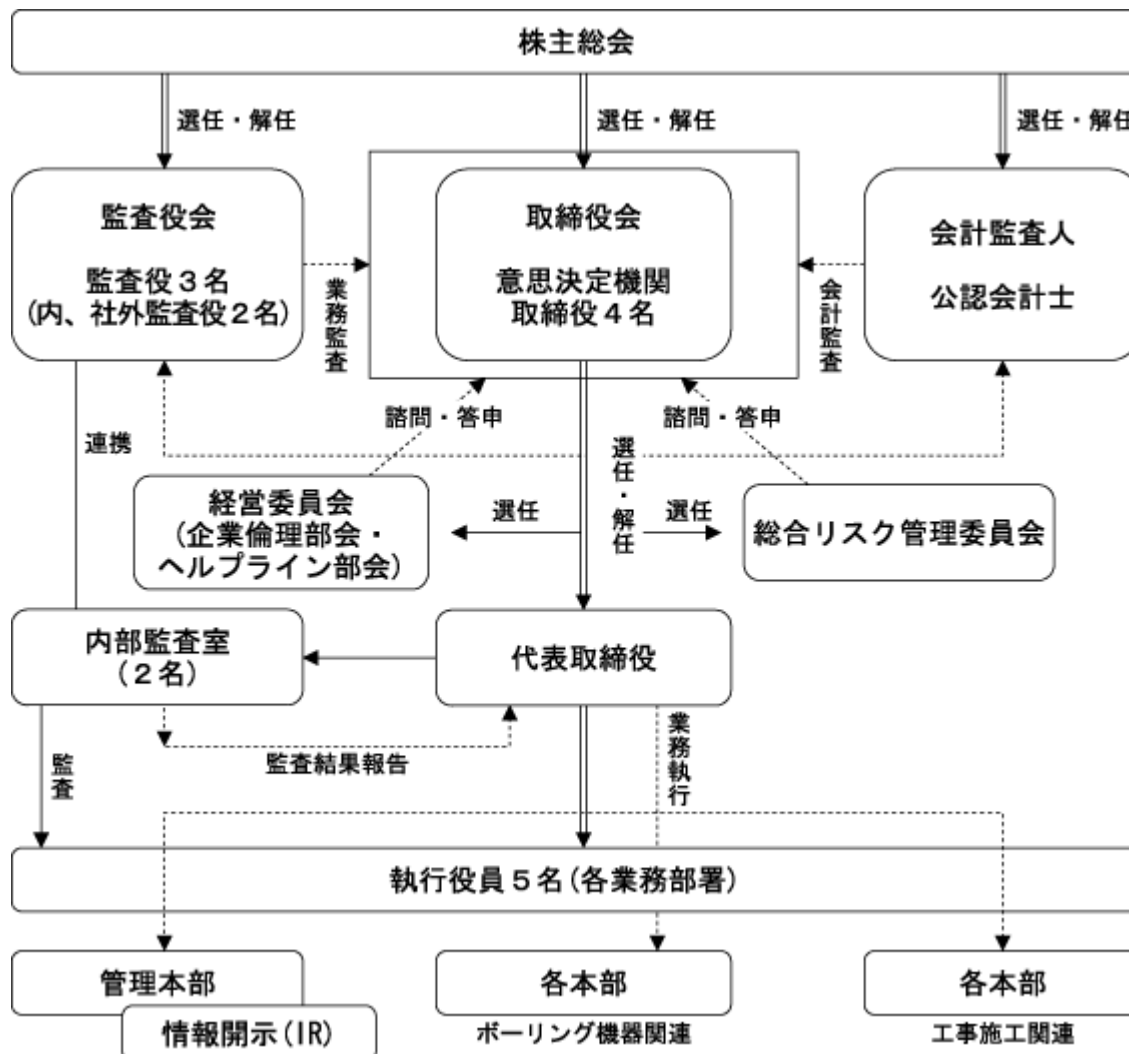 株主総会
選任・解任
選任・解任
選任・解任
監査役会
監査役３名
(内、社外監査役２名)
業務監査
取締役会
意思決定機関
取締役４名
会計監査
会計監査人
公認会計士
連携
諮問・答申
諮問・答申
選任・解任
経営委員会
(企業倫理部会・
ヘルプライン部会)
選任
選任
総合リスク管理委員会
内部監査室
(２名)
代表取締役
監査結果報告
業務執行
監査
執行役員５名(各業務部署)
管理本部
情報開示(IR)
各本部
ボーリング機器関連
各本部
工事施工関連